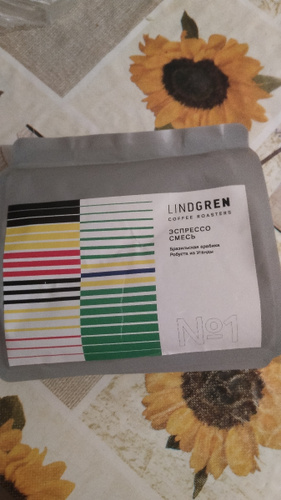 LINDGREN
COFFEE ROASTERS
ЭСПРЕССО
СМЕСЬ
Бразильская арабика
Робуста из Уганды
№1